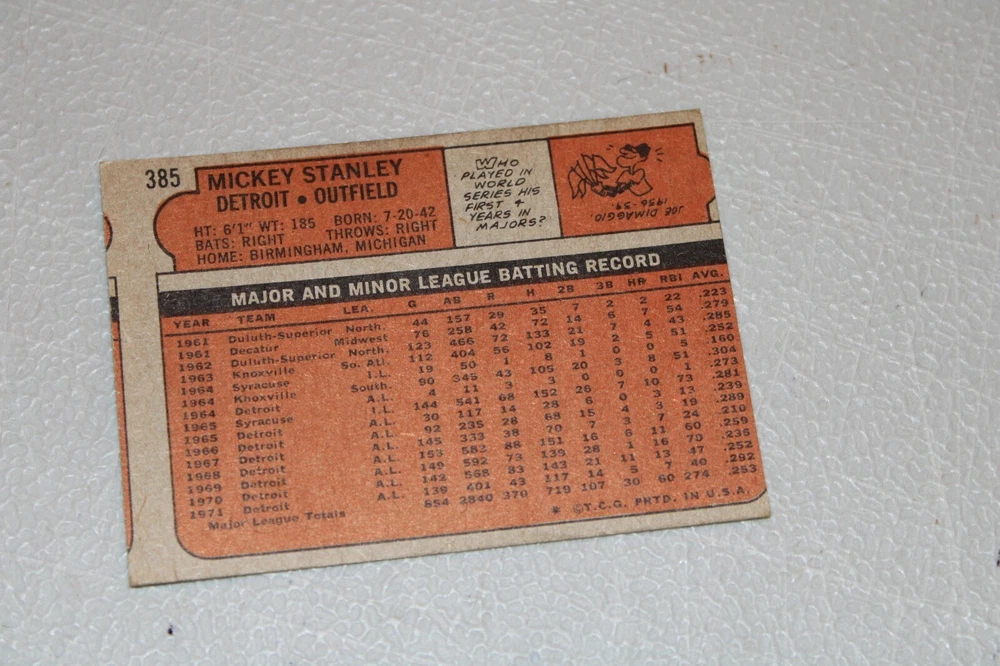 385
MICKEY STANLEY
DETROIT • OUTFIELD
HT: 6'1" WT: 185 BORN: 7-20-42
BATS: RIGHT THROWS: RIGHT
HOME: BIRMINGHAM, MICHIGAN
WHO
PLAYED IN
WORLD
SERIES HIS
FIRST 4
YEARS IN
MAJORS?
JOE DIMAGGIO
1936-39
MAJOR AND MINOR LEAGUE BATTING RECORD
YEAR TEAM LEA. G AB R H 2B 3B HR RBI AVG.
1961 Duluth-Superior North. 44 157 29 35 7 2 2 22 .223
1961 Decatur Midwest 76 258 42 72 14 6 7 54 .279
1962 Duluth-Superior North. 123 466 72 133 21 7 4 43 .285
1963 Knoxville So. Atl. 112 404 56 102 19 2 5 51 .252
1964 Syracuse I.L. 19 50 1 8 1 0 0 5 .160
1964 Knoxville South. 90 345 43 105 20 3 8 51 .304
1964 Detroit A.L. 4 11 3 3 0 0 0 1 .273
1965 Syracuse I.L. 144 541 68 152 26 7 10 73 .281
1965 Detroit A.L. 30 117 14 28 6 0 3 13 .239
1966 Detroit A.L. 92 235 28 68 15 4 3 19 .289
1967 Detroit A.L. 145 333 38 70 7 3 7 24 .210
1968 Detroit A.L. 153 583 88 151 16 6 11 60 .259
1969 Detroit A.L. 149 592 73 139 28 1 16 70 .235
1970 Detroit A.L. 142 568 83 143 21 11 13 47 .252
1971 Detroit A.L. 139 401 43 117 14 5 7 40 .292
Major League Totals 854 2840 370 719 107 30 60 274 .253
* ©T.C.G. PRTD. IN U.S.A.